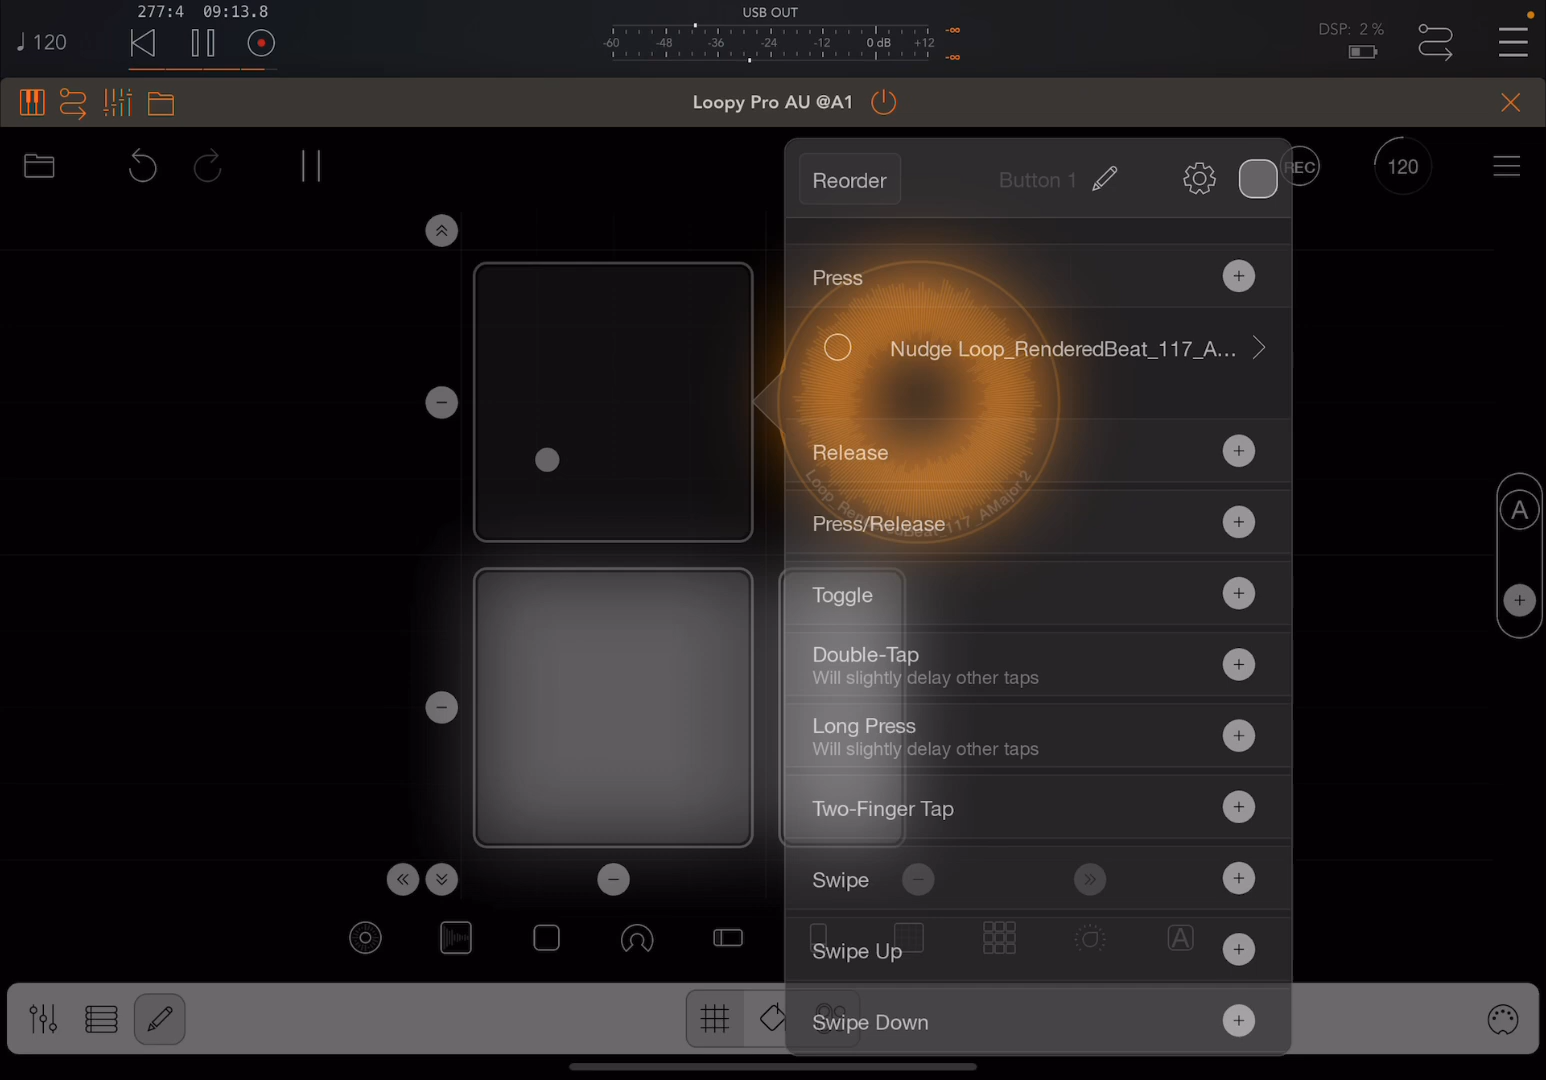 277:4 09:13.8
USB OUT
♩ 120
-60 -48 -36 -24 -12 0 dB +12
-∞
-∞
DSP: 2 %
Loopy Pro AU @A1
Reorder
Button 1
REC
120
Press
Nudge Loop_RenderedBeat_117_A...
Release
Loop_RenderedBeat_117_AMajor 2
Press/Release
A
Toggle
Double-Tap
Will slightly delay other taps
Long Press
Will slightly delay other taps
Two-Finger Tap
Swipe
A
Swipe Up
Swipe Down